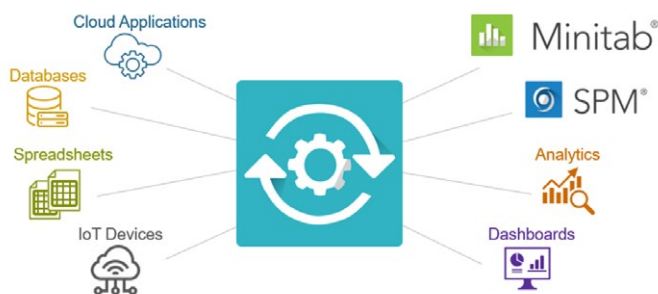 Cloud Applications
Databases
Spreadsheets
IoT Devices
Minitab®
SPM®
Analytics
Dashboards